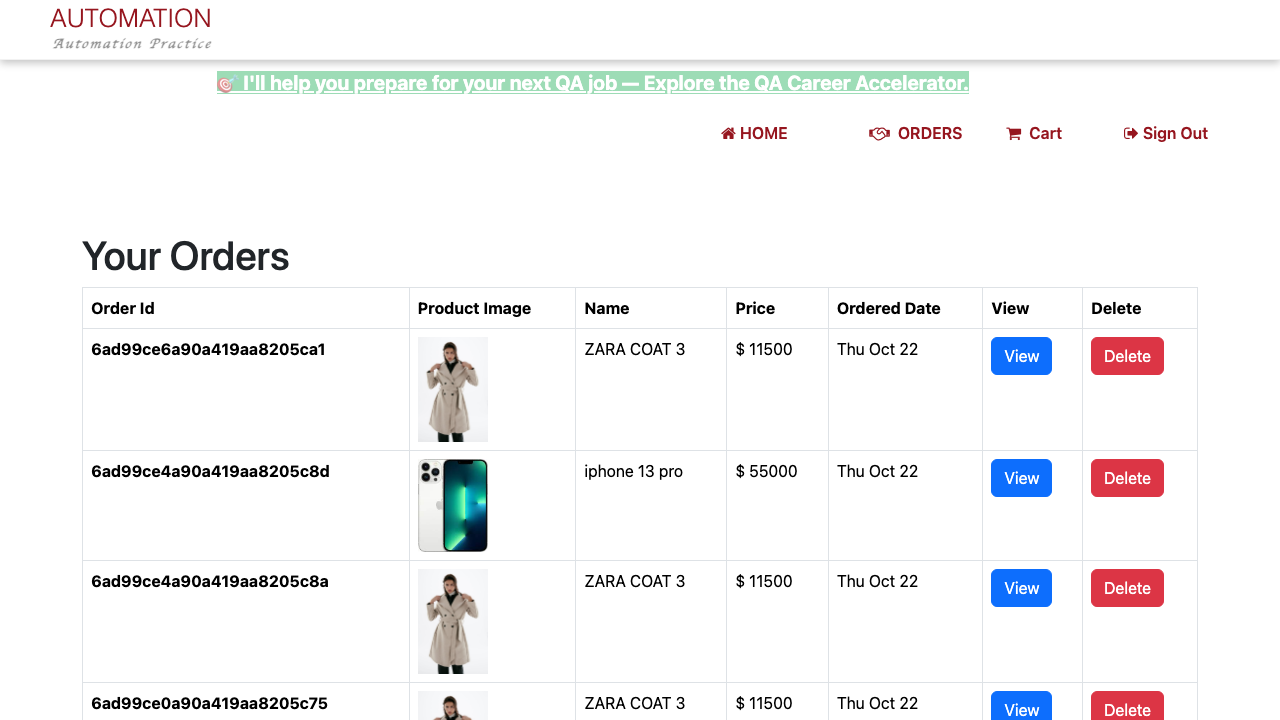 AUTOMATION
Automation Practice
🎯 I'll help you prepare for your next QA job — Explore the QA Career Accelerator.
HOME ORDERS Cart Sign Out
Your Orders
Order Id Product Image Name Price Ordered Date View Delete
6ad99ce6a90a419aa8205ca1 ZARA COAT 3 $ 11500 Thu Oct 22 View Delete
6ad99ce4a90a419aa8205c8d iphone 13 pro $ 55000 Thu Oct 22 View Delete
6ad99ce4a90a419aa8205c8a ZARA COAT 3 $ 11500 Thu Oct 22 View Delete
6ad99ce0a90a419aa8205c75 ZARA COAT 3 $ 11500 Thu Oct 22 View Delete